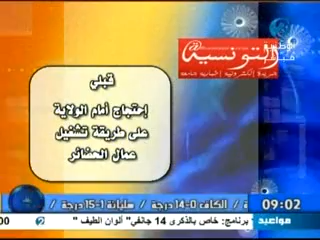 التونسية
جريدة إلكترونية إخبارية جامعة
قبلي
إحتجاج أمام الولاية
على طريقة تشغيل
عمال الحضائر
09:02
الكاف 0-14 درجة // سليانة 1-15 درجة //
مواعيد
برنامج: خاص بالذكرى 14 جانفي" ألوان الطيف "